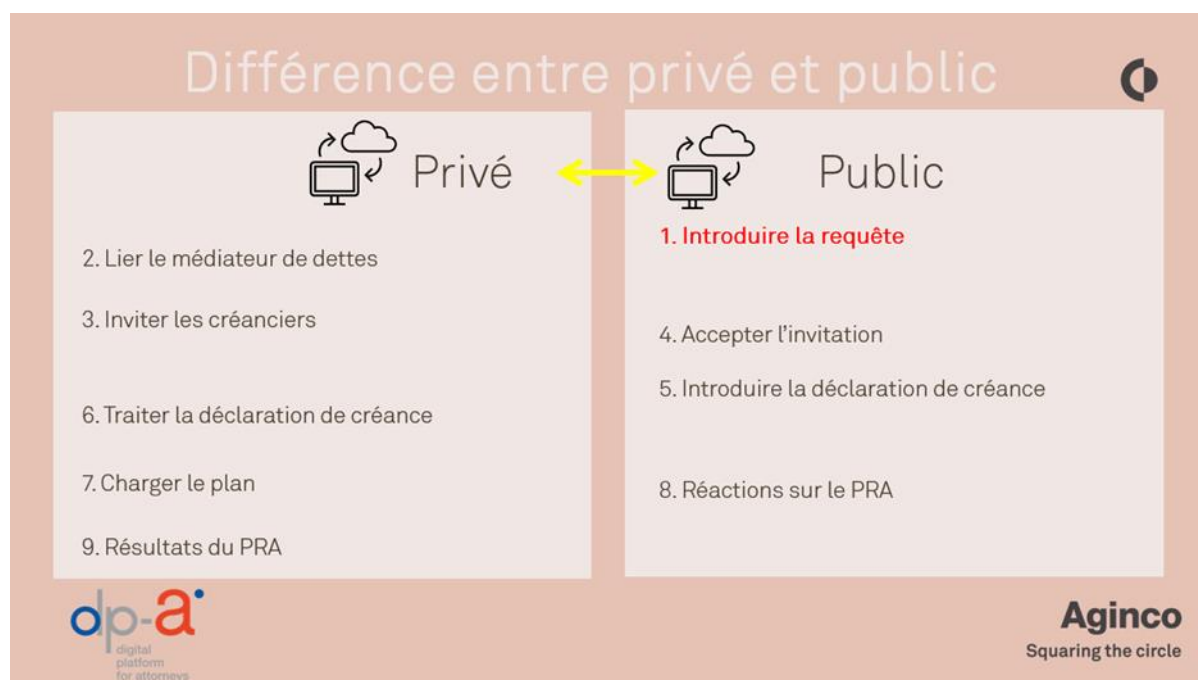 Différence entre privé et public
Privé
2. Lier le médiateur de dettes
3. Inviter les créanciers
6. Traiter la déclaration de créance
7. Charger le plan
9. Résultats du PRA
Public
1. Introduire la requête
4. Accepter l'invitation
5. Introduire la déclaration de créance
8. Réactions sur le PRA
dp-a
digital
platform
for attorneys
Aginco
Squaring the circle